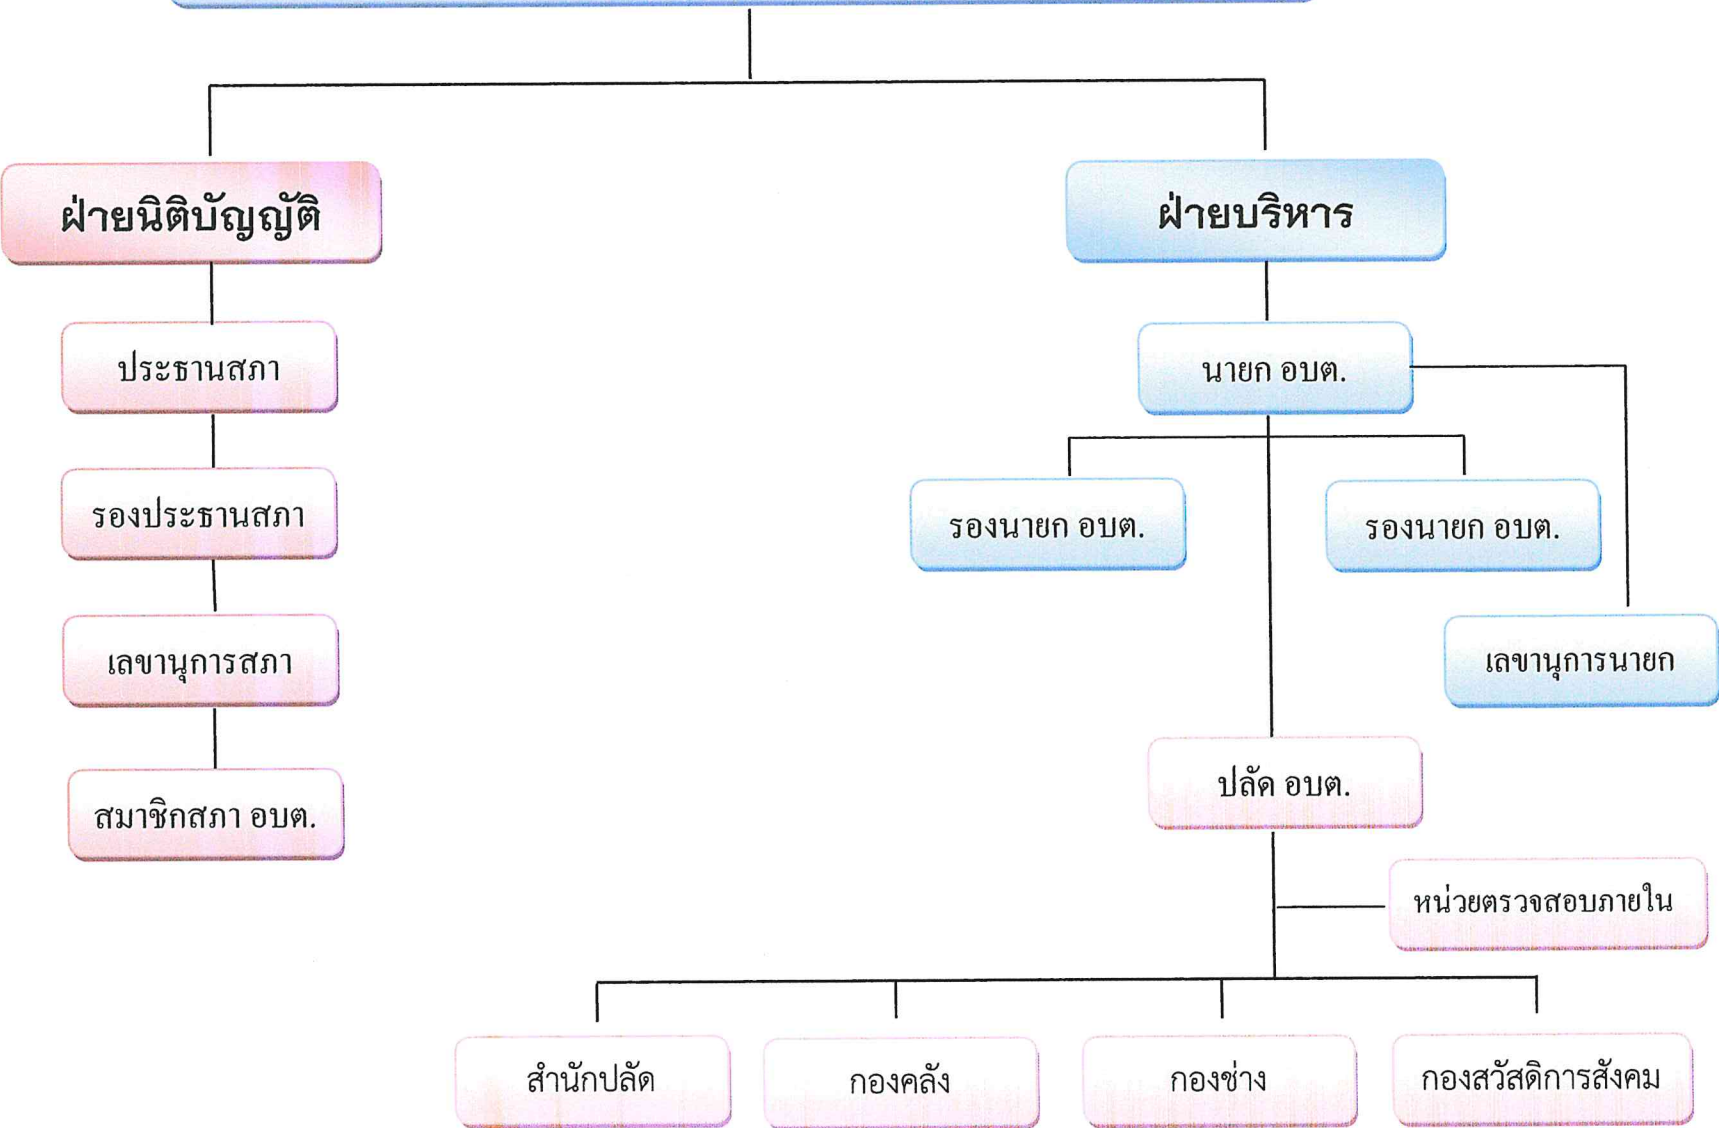 ฝ่ายนิติบัญญัติ
ฝ่ายบริหาร
ประธานสภา
นายก อบต.
รองประธานสภา
รองนายก อบต.
รองนายก อบต.
เลขานุการสภา
เลขานุการนายก
ปลัด อบต.
สมาชิกสภา อบต.
หน่วยตรวจสอบภายใน
สำนักปลัด
กองคลัง
กองช่าง
กองสวัสดิการสังคม